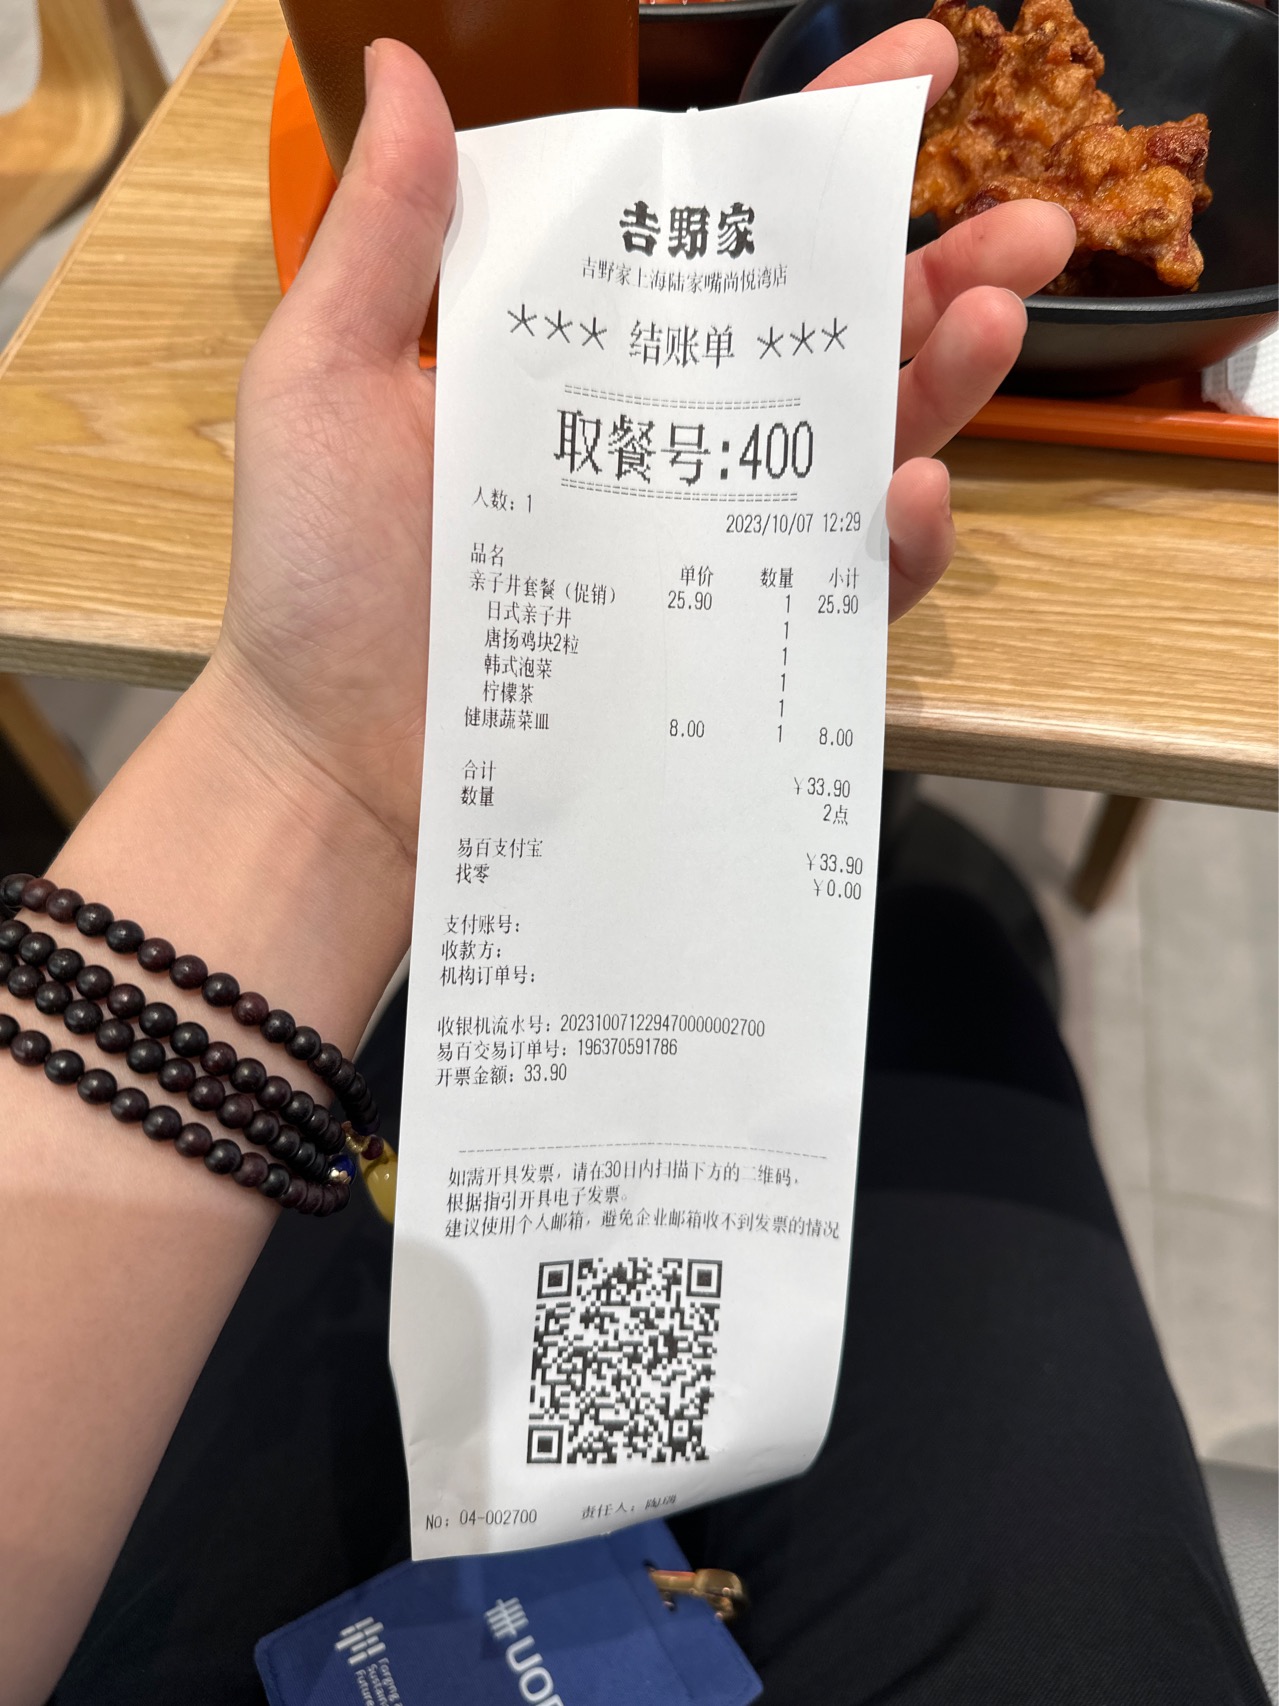 吉野家
吉野家上海陆家嘴尚悦湾店
*** 结账单 ***
==========================
取餐号:400
==========================
人数: 1
2023/10/07 12:29
品名 单价 数量 小计
亲子丼套餐(促销) 25.90 1 25.90
日式亲子丼 1
唐扬鸡块2粒 1
韩式泡菜 1
柠檬茶 1
健康蔬菜皿 8.00 1 8.00
合计 ¥33.90
数量 2点
易百支付宝 ¥33.90
找零 ¥0.00
支付账号:
收款方:
机构订单号:
收银机流水号: 202310071229470000002700
易百交易订单号: 196370591786
开票金额: 33.90
如需开具发票, 请在30日内扫描下方的二维码,
根据指引开具电子发票。
建议使用个人邮箱, 避免企业邮箱收不到发票的情况
No: 04-002700 责任人:
UOB
Forging A
Sustainab
Future